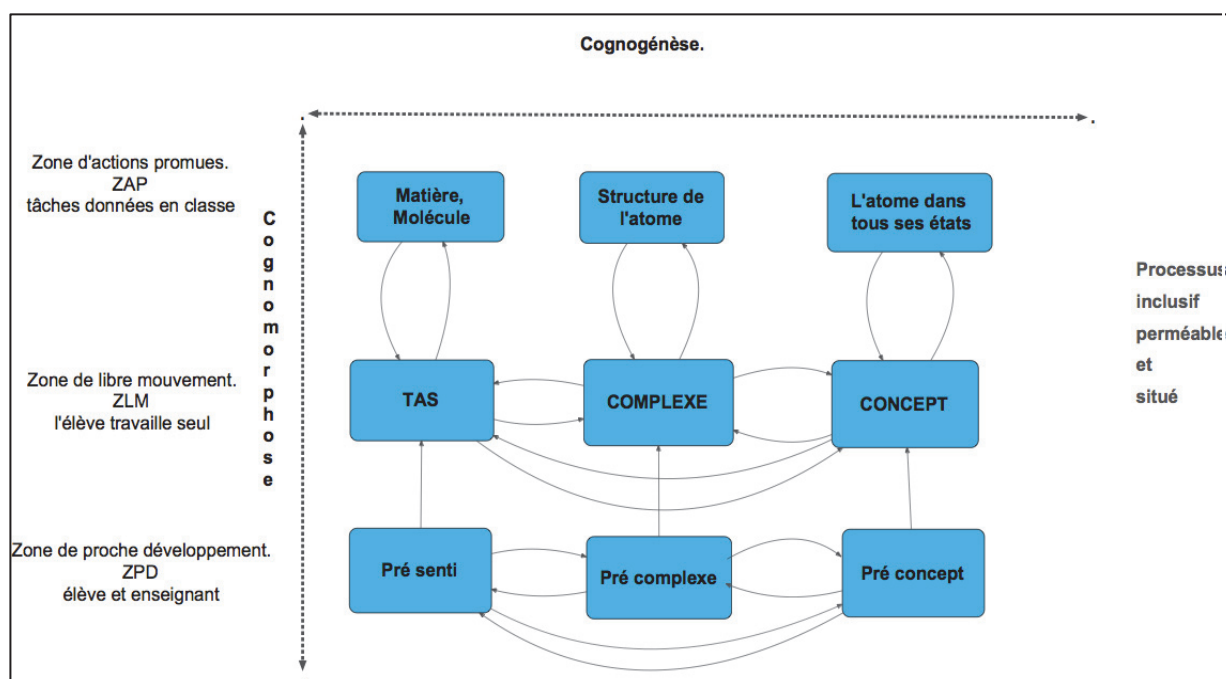 Cognogénèse.
Zone d'actions promues.
ZAP
tâches données en classe
Cognomorphose
Matière,
Molécule
Structure de
l'atome
L'atome dans
tous ses états
Processus
inclusif
perméable
et
situé
Zone de libre mouvement.
ZLM
l'élève travaille seul
TAS
COMPLEXE
CONCEPT
Zone de proche développement.
ZPD
élève et enseignant
Pré senti
Pré complexe
Pré concept